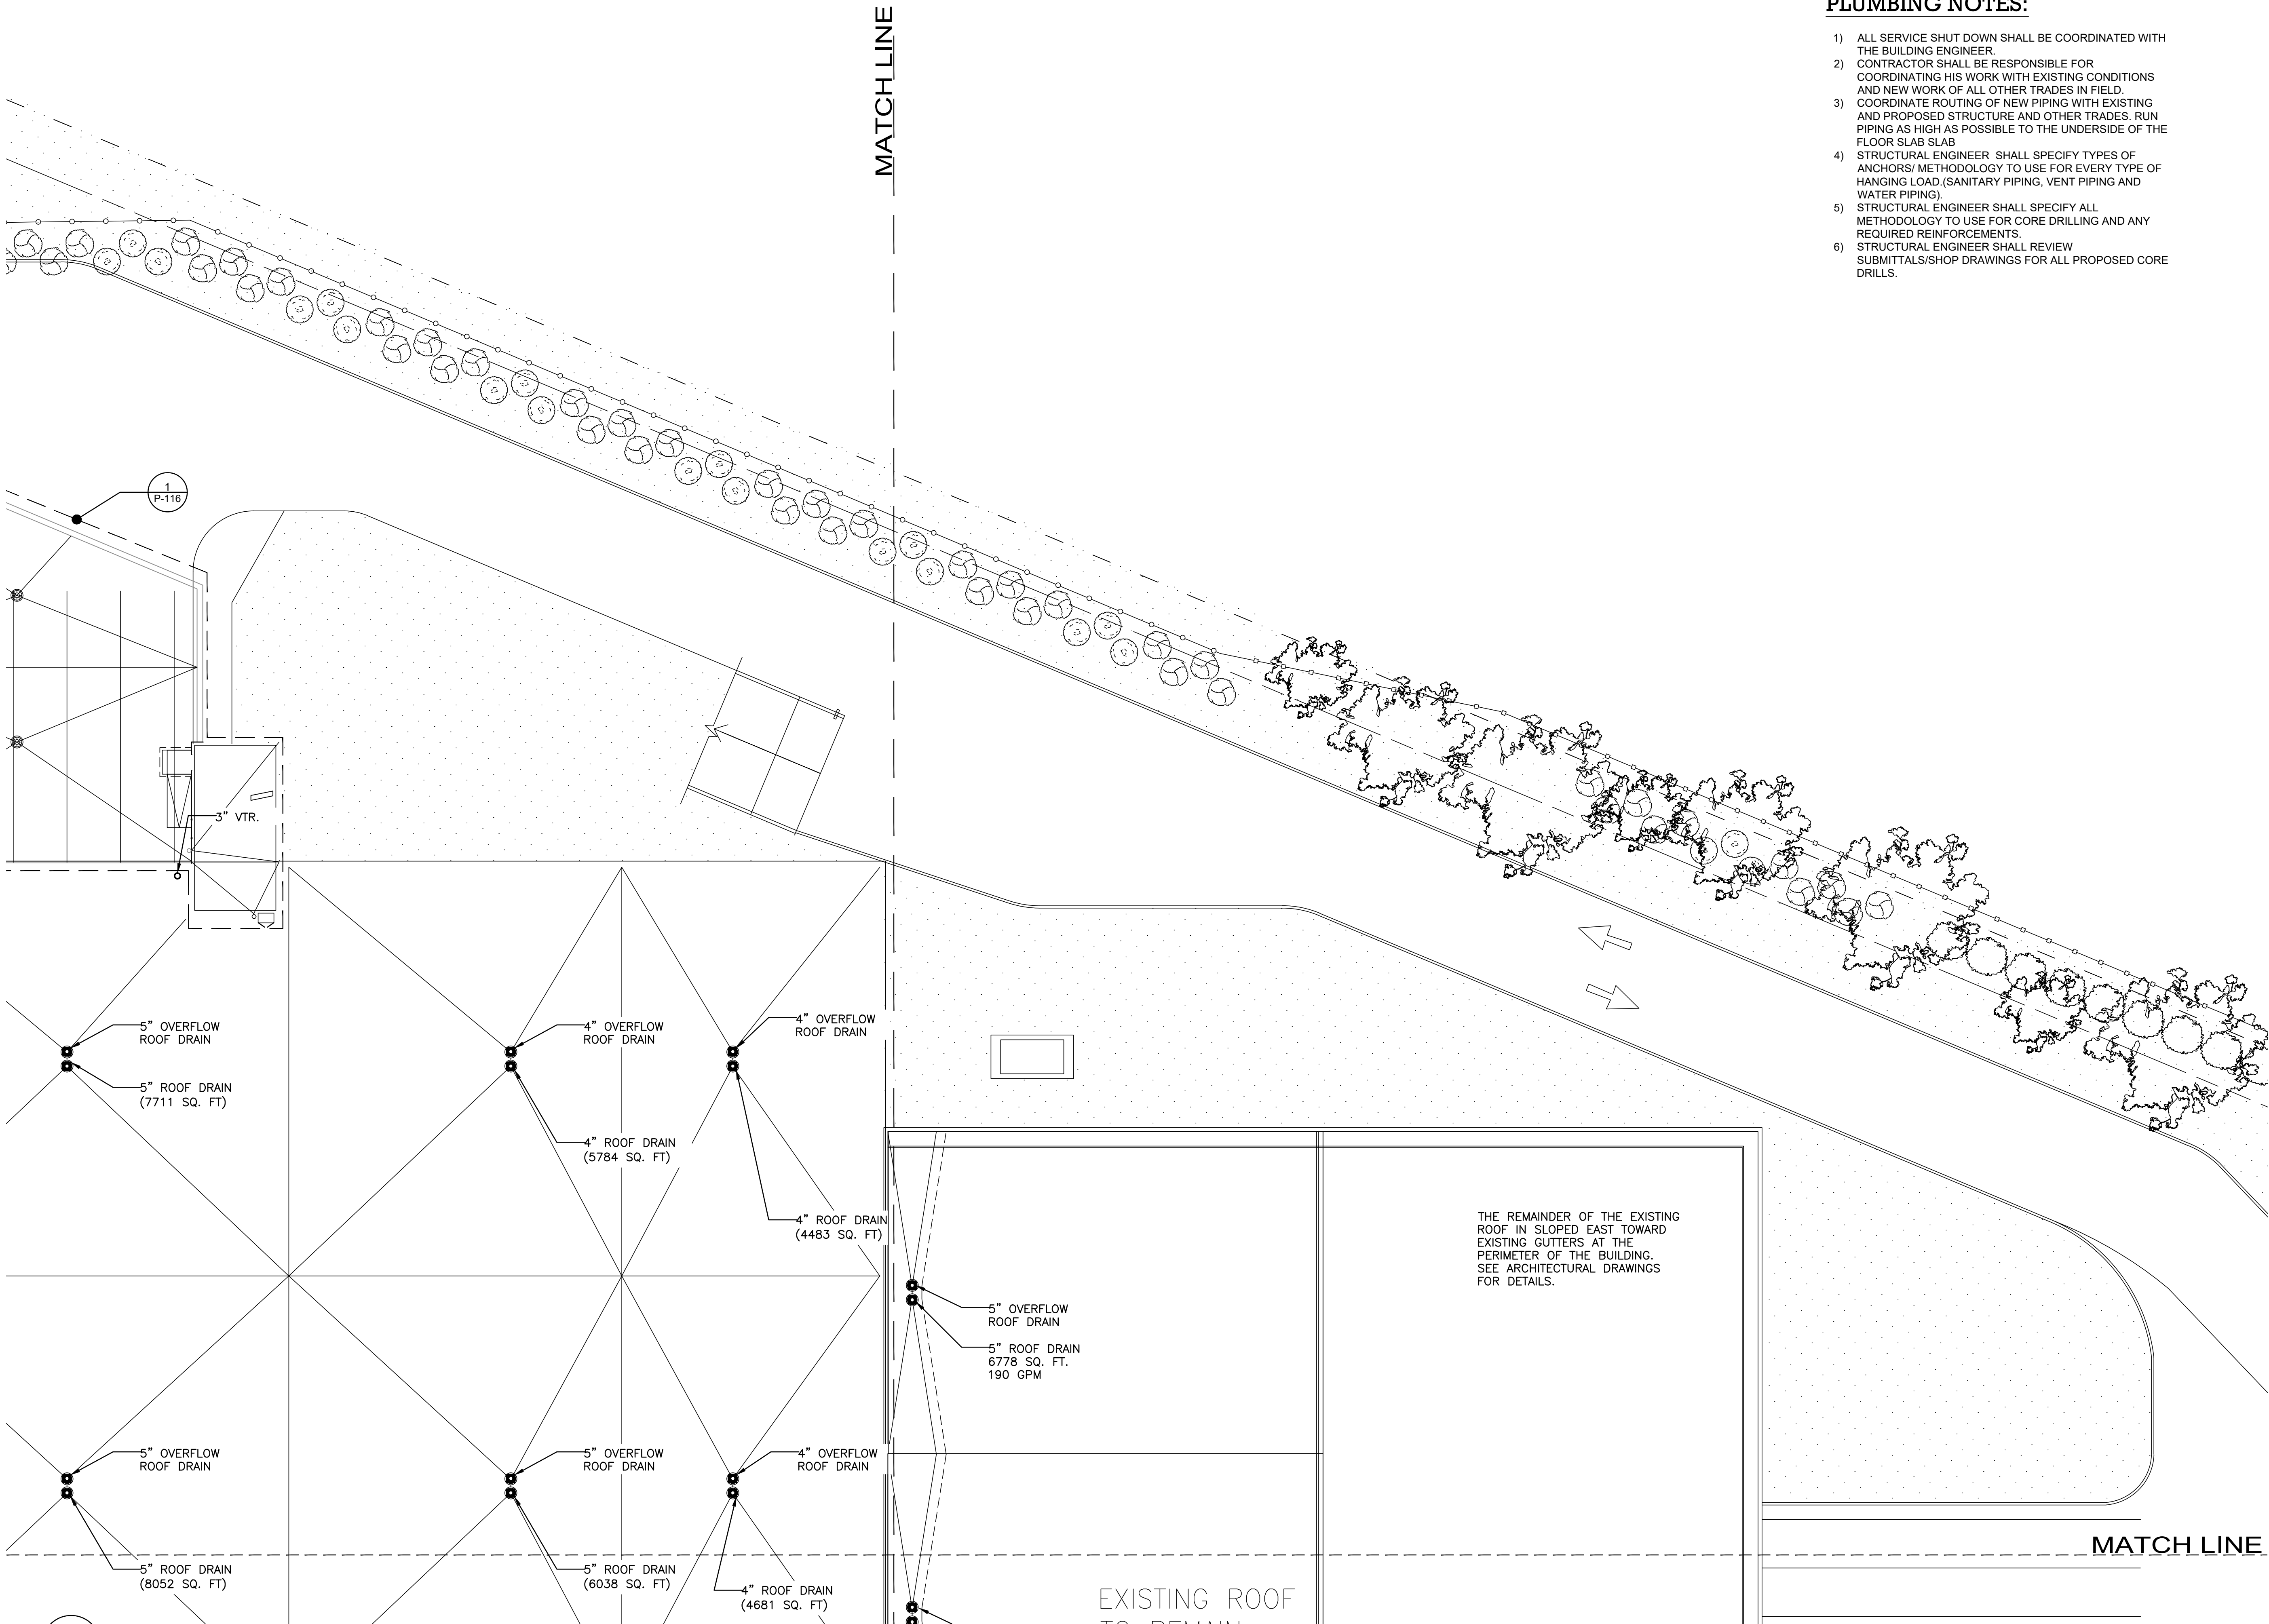 PLUMBING NOTES:
1) ALL SERVICE SHUT DOWN SHALL BE COORDINATED WITH
THE BUILDING ENGINEER.
2) CONTRACTOR SHALL BE RESPONSIBLE FOR
COORDINATING HIS WORK WITH EXISTING CONDITIONS
AND NEW WORK OF ALL OTHER TRADES IN FIELD.
3) COORDINATE ROUTING OF NEW PIPING WITH EXISTING
AND PROPOSED STRUCTURE AND OTHER TRADES. RUN
PIPING AS HIGH AS POSSIBLE TO THE UNDERSIDE OF THE
FLOOR SLAB SLAB
4) STRUCTURAL ENGINEER SHALL SPECIFY TYPES OF
ANCHORS/ METHODOLOGY TO USE FOR EVERY TYPE OF
HANGING LOAD.(SANITARY PIPING, VENT PIPING AND
WATER PIPING).
5) STRUCTURAL ENGINEER SHALL SPECIFY ALL
METHODOLOGY TO USE FOR CORE DRILLING AND ANY
REQUIRED REINFORCEMENTS.
6) STRUCTURAL ENGINEER SHALL REVIEW
SUBMITTALS/SHOP DRAWINGS FOR ALL PROPOSED CORE
DRILLS.
MATCH LINE
1
P-116
3" VTR.
5" OVERFLOW
ROOF DRAIN
5" ROOF DRAIN
(7711 SQ. FT)
4" OVERFLOW
ROOF DRAIN
4" ROOF DRAIN
(5784 SQ. FT)
4" OVERFLOW
ROOF DRAIN
4" ROOF DRAIN
(4483 SQ. FT)
THE REMAINDER OF THE EXISTING
ROOF IN SLOPED EAST TOWARD
EXISTING GUTTERS AT THE
PERIMETER OF THE BUILDING.
SEE ARCHITECTURAL DRAWINGS
FOR DETAILS.
5" OVERFLOW
ROOF DRAIN
5" ROOF DRAIN
6778 SQ. FT.
190 GPM
5" OVERFLOW
ROOF DRAIN
5" ROOF DRAIN
(8052 SQ. FT)
5" OVERFLOW
ROOF DRAIN
5" ROOF DRAIN
(6038 SQ. FT)
4" OVERFLOW
ROOF DRAIN
4" ROOF DRAIN
(4681 SQ. FT)
MATCH LINE
EXISTING ROOF
TO REMAIN